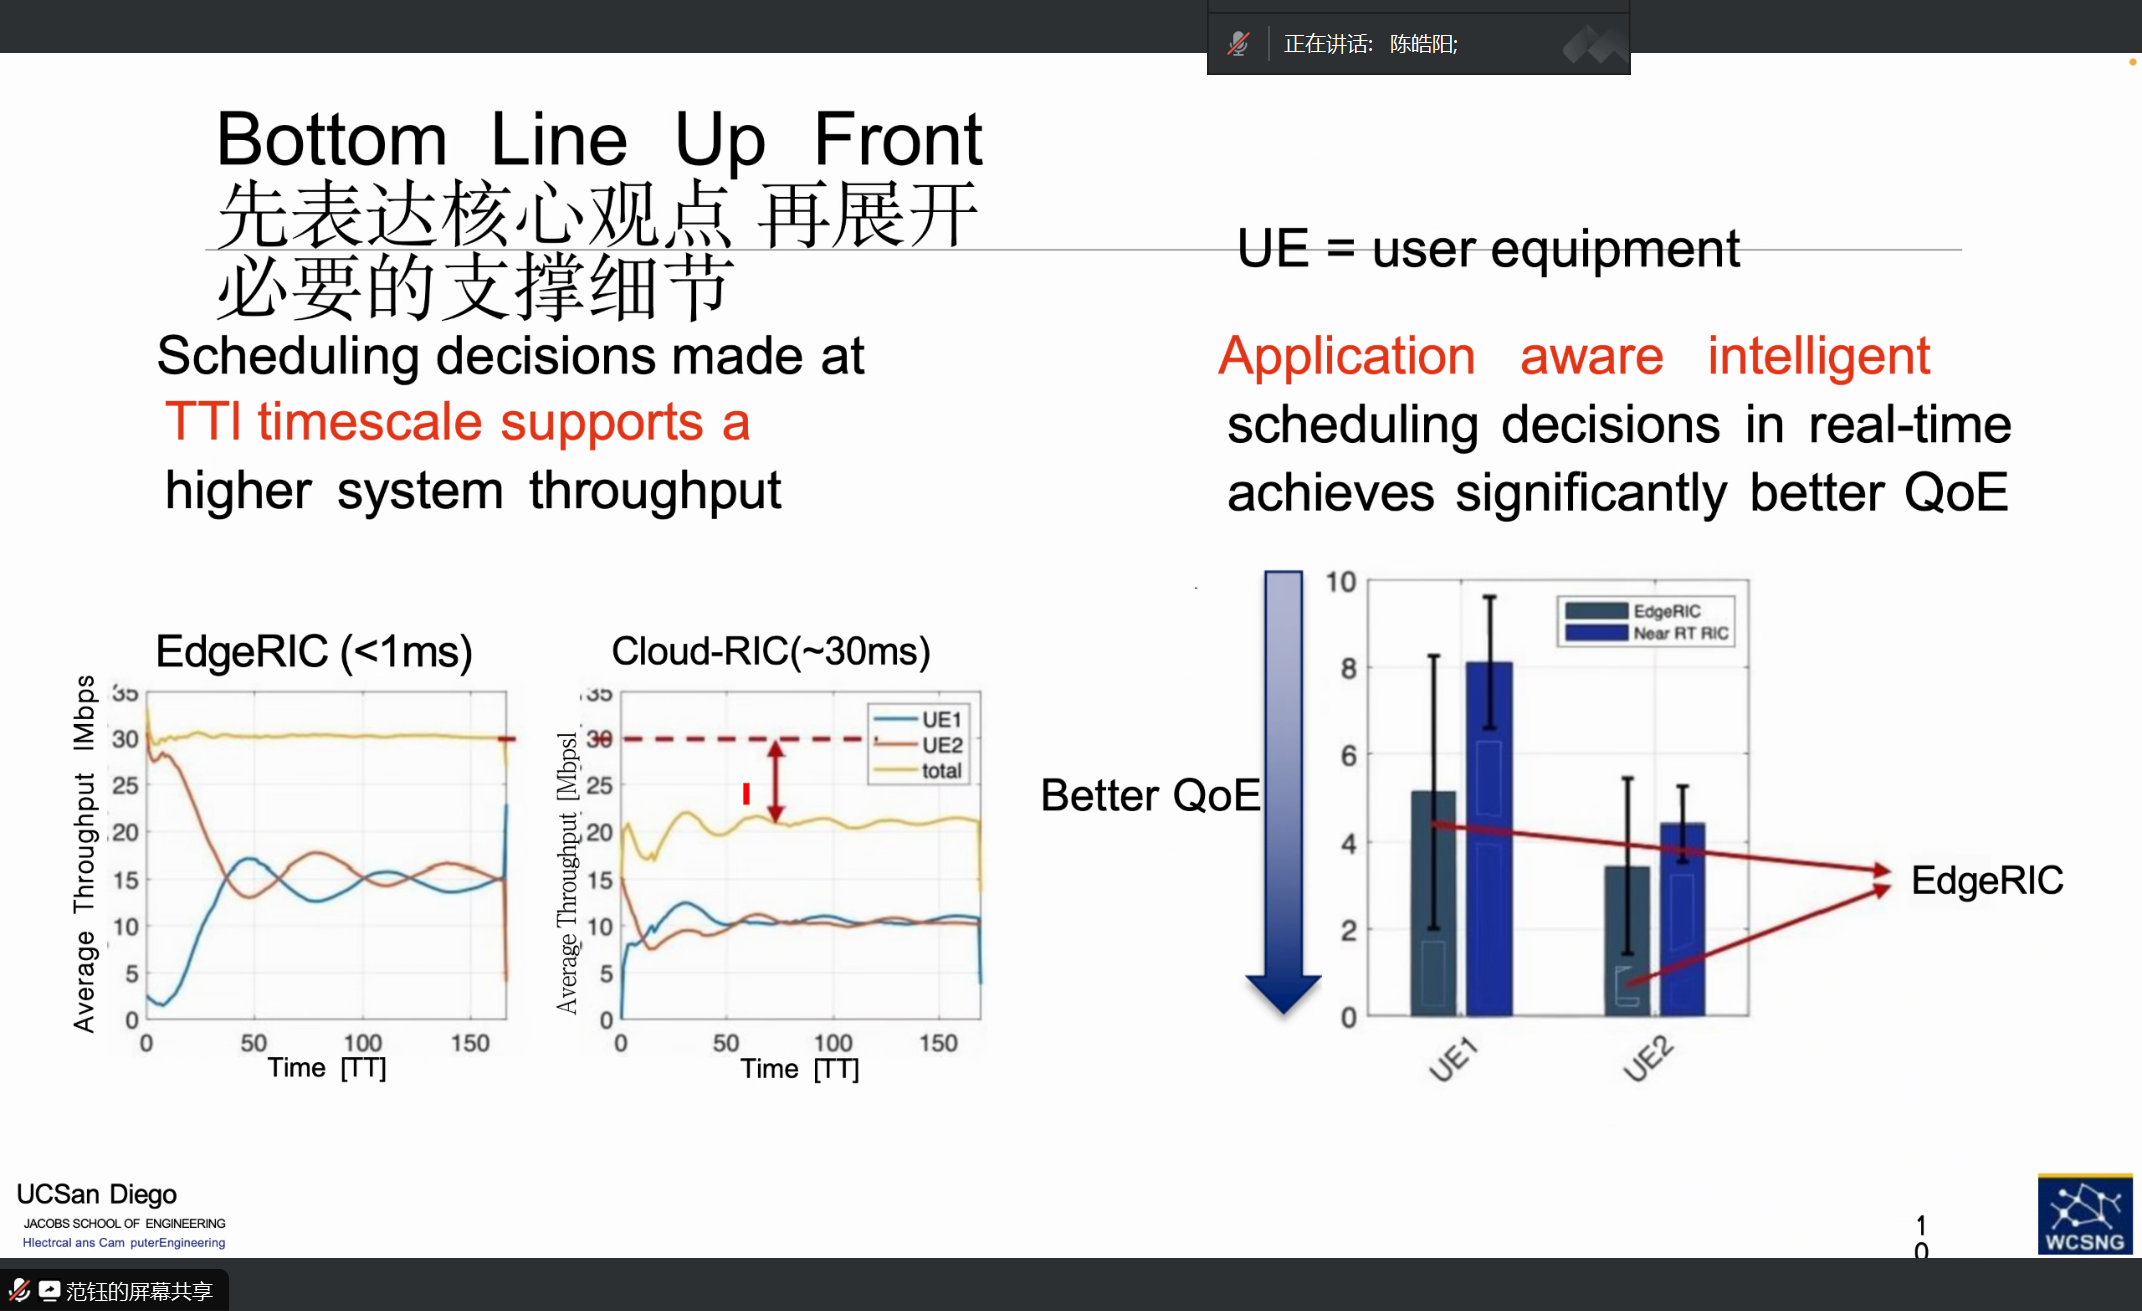 正在讲话: 陈皓阳;
Bottom Line Up Front
先表达核心观点 再展开
必要的支撑细节
UE = user equipment
Scheduling decisions made at
TTI timescale supports a
higher system throughput
Application aware intelligent
scheduling decisions in real-time
achieves significantly better QoE
EdgeRIC (<1ms)
Average Throughput IMbps
35
30
25
20
15
10
5
0
0 50 100 150
Time [TT]
Cloud-RIC(~30ms)
Average Throughput [Mbpsl
35
30
25
20
15
10
5
0
UE1
UE2
total
0 50 100 150
Time [TT]
Better QoE
10
8
6
4
2
0
EdgeRIC
Near RT RIC
UE1 UE2
EdgeRIC
UCSan Diego
JACOBS SCHOOL OF ENGINEERING
Hlectrcal ans Cam puterEngineering
1
0
WCSNG
范钰的屏幕共享